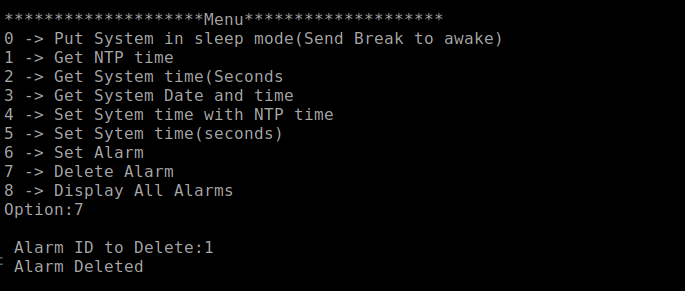 ********************Menu********************
0 -> Put System in sleep mode(Send Break to awake)
1 -> Get NTP time
2 -> Get System time(Seconds
3 -> Get System Date and time
4 -> Set Sytem time with NTP time
5 -> Set Sytem time(seconds)
6 -> Set Alarm
7 -> Delete Alarm
8 -> Display All Alarms
Option:7
Alarm ID to Delete:1
Alarm Deleted